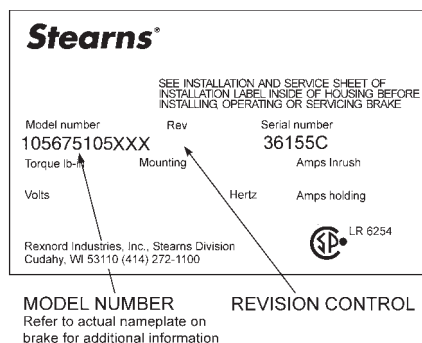 Stearns®
SEE INSTALLATION AND SERVICE SHEET OF
INSTALLATION LABEL INSIDE OF HOUSING BEFORE
INSTALLING, OPERATING OR SERVICING BRAKE
Model number Rev Serial number
105675105XXX 36155C
Torque lb-in Mounting Amps Inrush
Volts Hertz Amps holding
Rexnord Industries, Inc., Stearns Division
Cudahy, WI 53110 (414) 272-1100
SP LR 6254
MODEL NUMBER REVISION CONTROL
Refer to actual nameplate on
brake for additional information